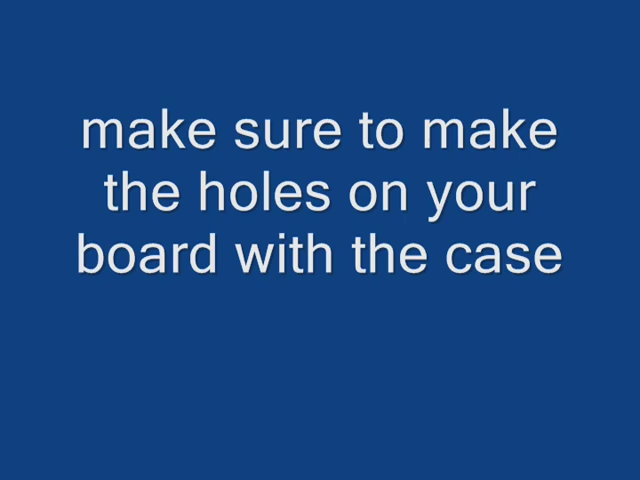 make sure to make
the holes on your
board with the case